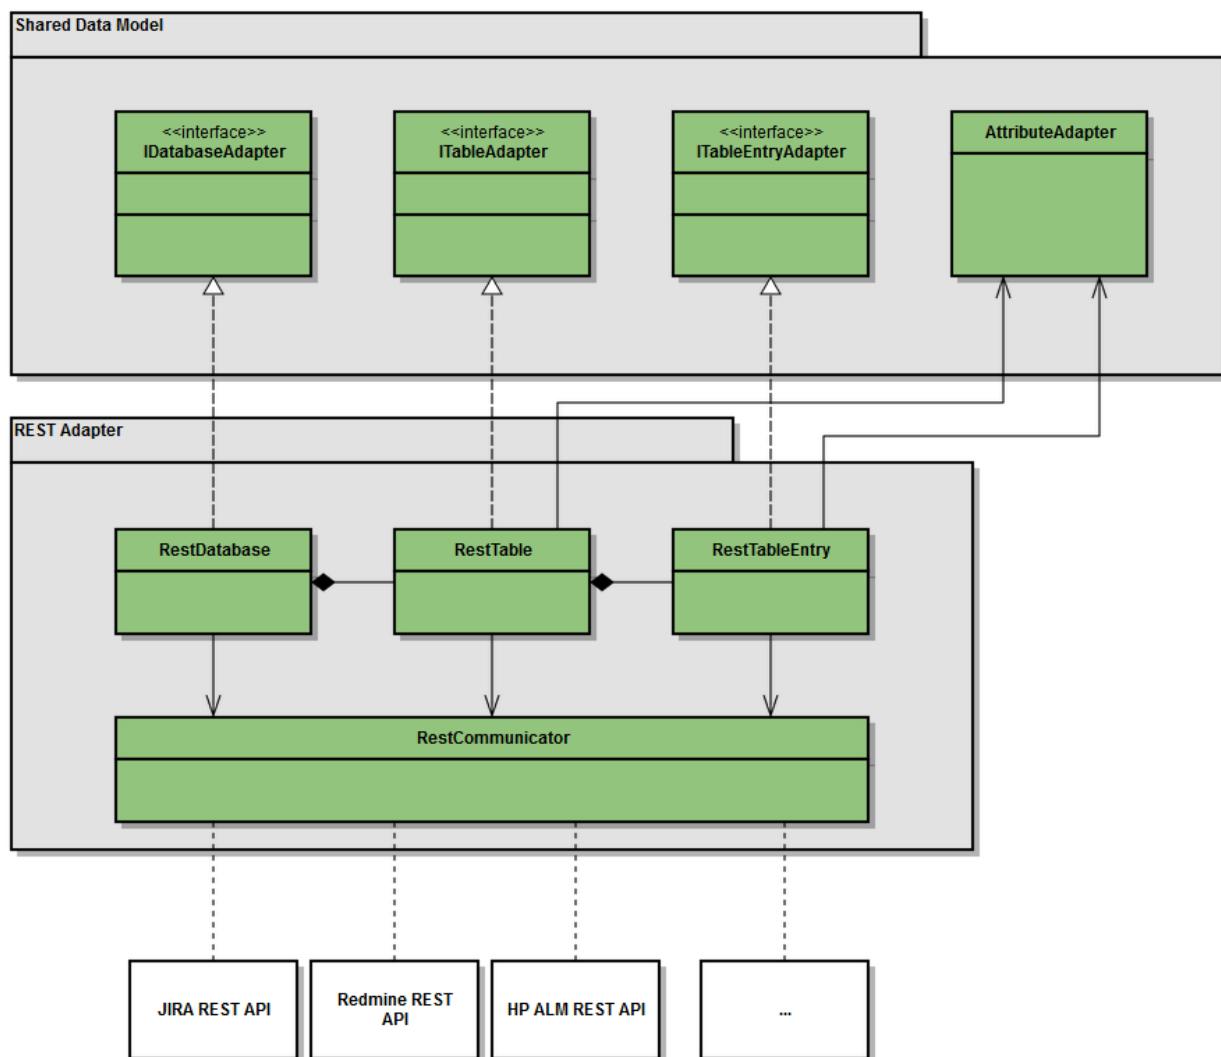 Shared Data Model
<<interface>>
IDatabaseAdapter
<<interface>>
ITableAdapter
<<interface>>
ITableEntryAdapter
AttributeAdapter
REST Adapter
RestDatabase
RestTable
RestTableEntry
RestCommunicator
JIRA REST API
Redmine REST
API
HP ALM REST API
...